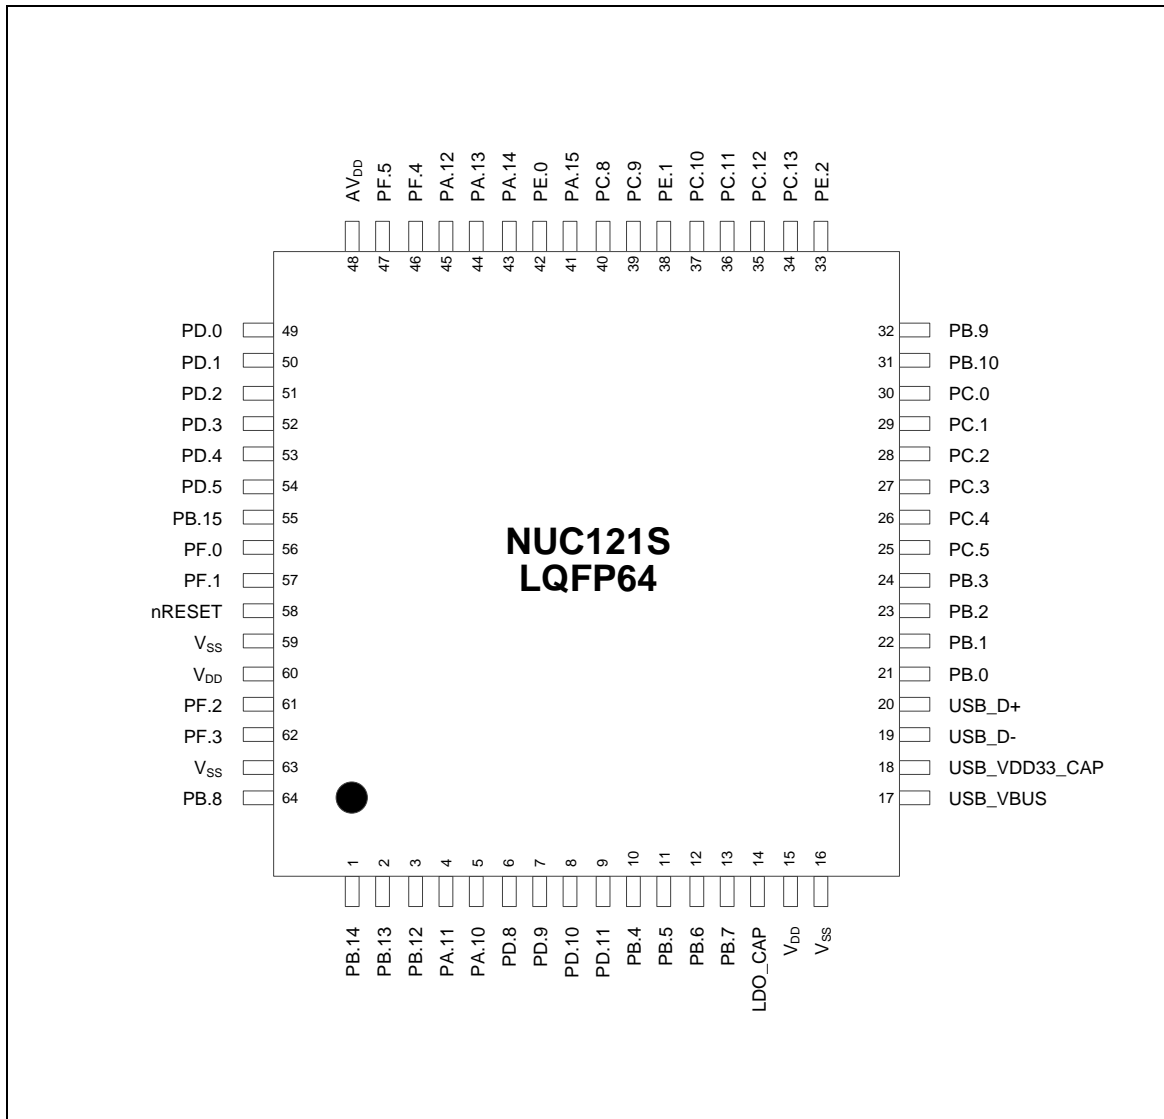 AVDD
PF.5
PF.4
PA.12
PA.13
PA.14
PE.0
PA.15
PC.8
PC.9
PE.1
PC.10
PC.11
PC.12
PC.13
PE.2
48
47
46
45
44
43
42
41
40
39
38
37
36
35
34
33
PD.0 49
PD.1 50
PD.2 51
PD.3 52
PD.4 53
PD.5 54
PB.15 55
PF.0 56
PF.1 57
nRESET 58
VSS 59
VDD 60
PF.2 61
PF.3 62
VSS 63
PB.8 64
NUC121S
LQFP64
32 PB.9
31 PB.10
30 PC.0
29 PC.1
28 PC.2
27 PC.3
26 PC.4
25 PC.5
24 PB.3
23 PB.2
22 PB.1
21 PB.0
20 USB_D+
19 USB_D-
18 USB_VDD33_CAP
17 USB_VBUS
1
2
3
4
5
6
7
8
9
10
11
12
13
14
15
16
PB.14
PB.13
PB.12
PA.11
PA.10
PD.8
PD.9
PD.10
PD.11
PB.4
PB.5
PB.6
PB.7
LDO_CAP
VDD
VSS